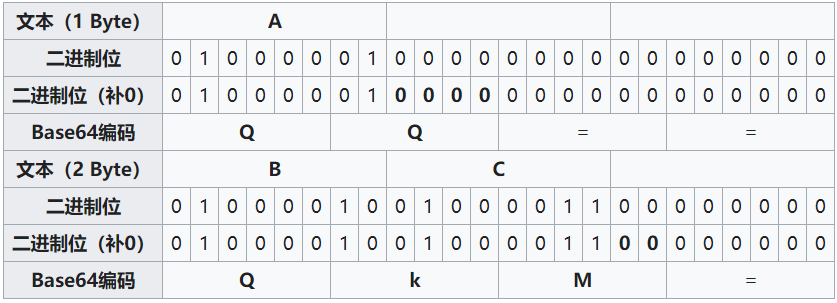 文本（1 Byte） A
二进制位 0 1 0 0 0 0 0 1 0 0 0 0 0 0 0 0 0 0 0 0 0 0 0 0
二进制位（补0） 0 1 0 0 0 0 0 1 0 0 0 0 0 0 0 0 0 0 0 0 0 0 0 0
Base64编码 Q Q = =
文本（2 Byte） B C
二进制位 0 1 0 0 0 0 1 0 0 1 0 0 0 0 1 1 0 0 0 0 0 0 0 0
二进制位（补0） 0 1 0 0 0 0 1 0 0 1 0 0 0 0 1 1 0 0 0 0 0 0 0 0
Base64编码 Q k M =